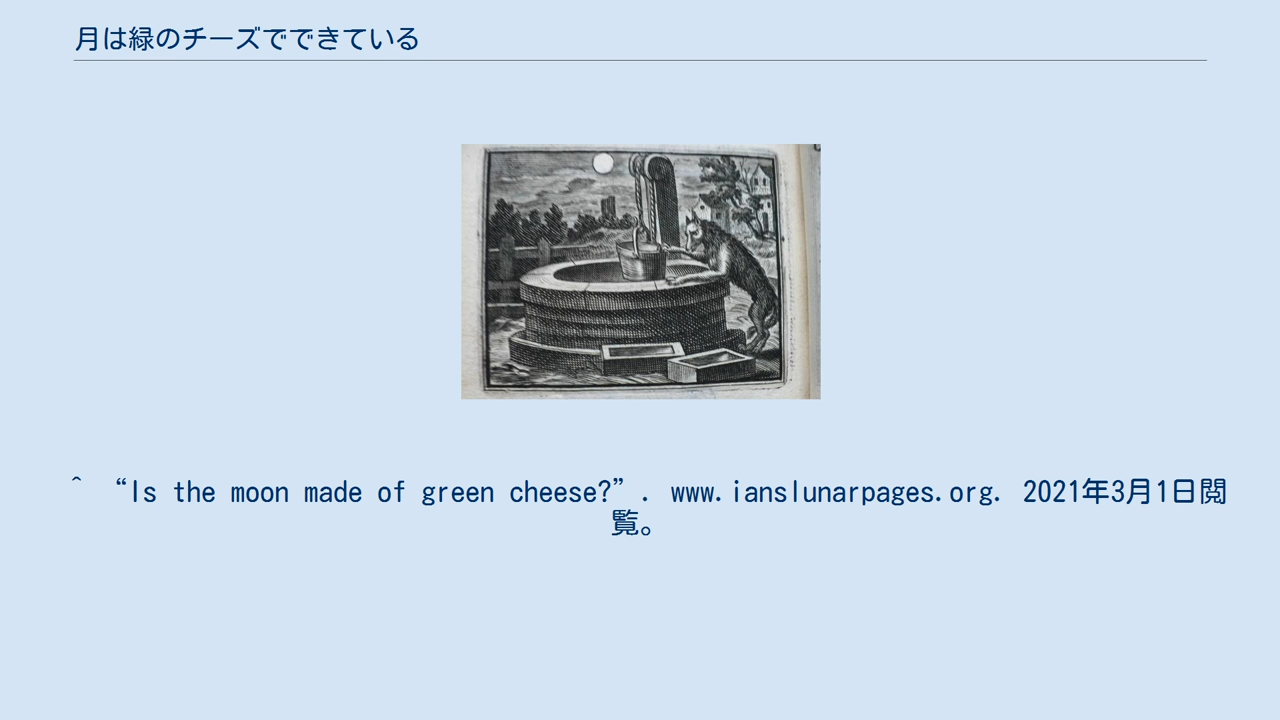 月は緑のチーズでできている
^ “Is the moon made of green cheese?”. www.ianslunarpages.org. 2021年3月1日閲
覧。